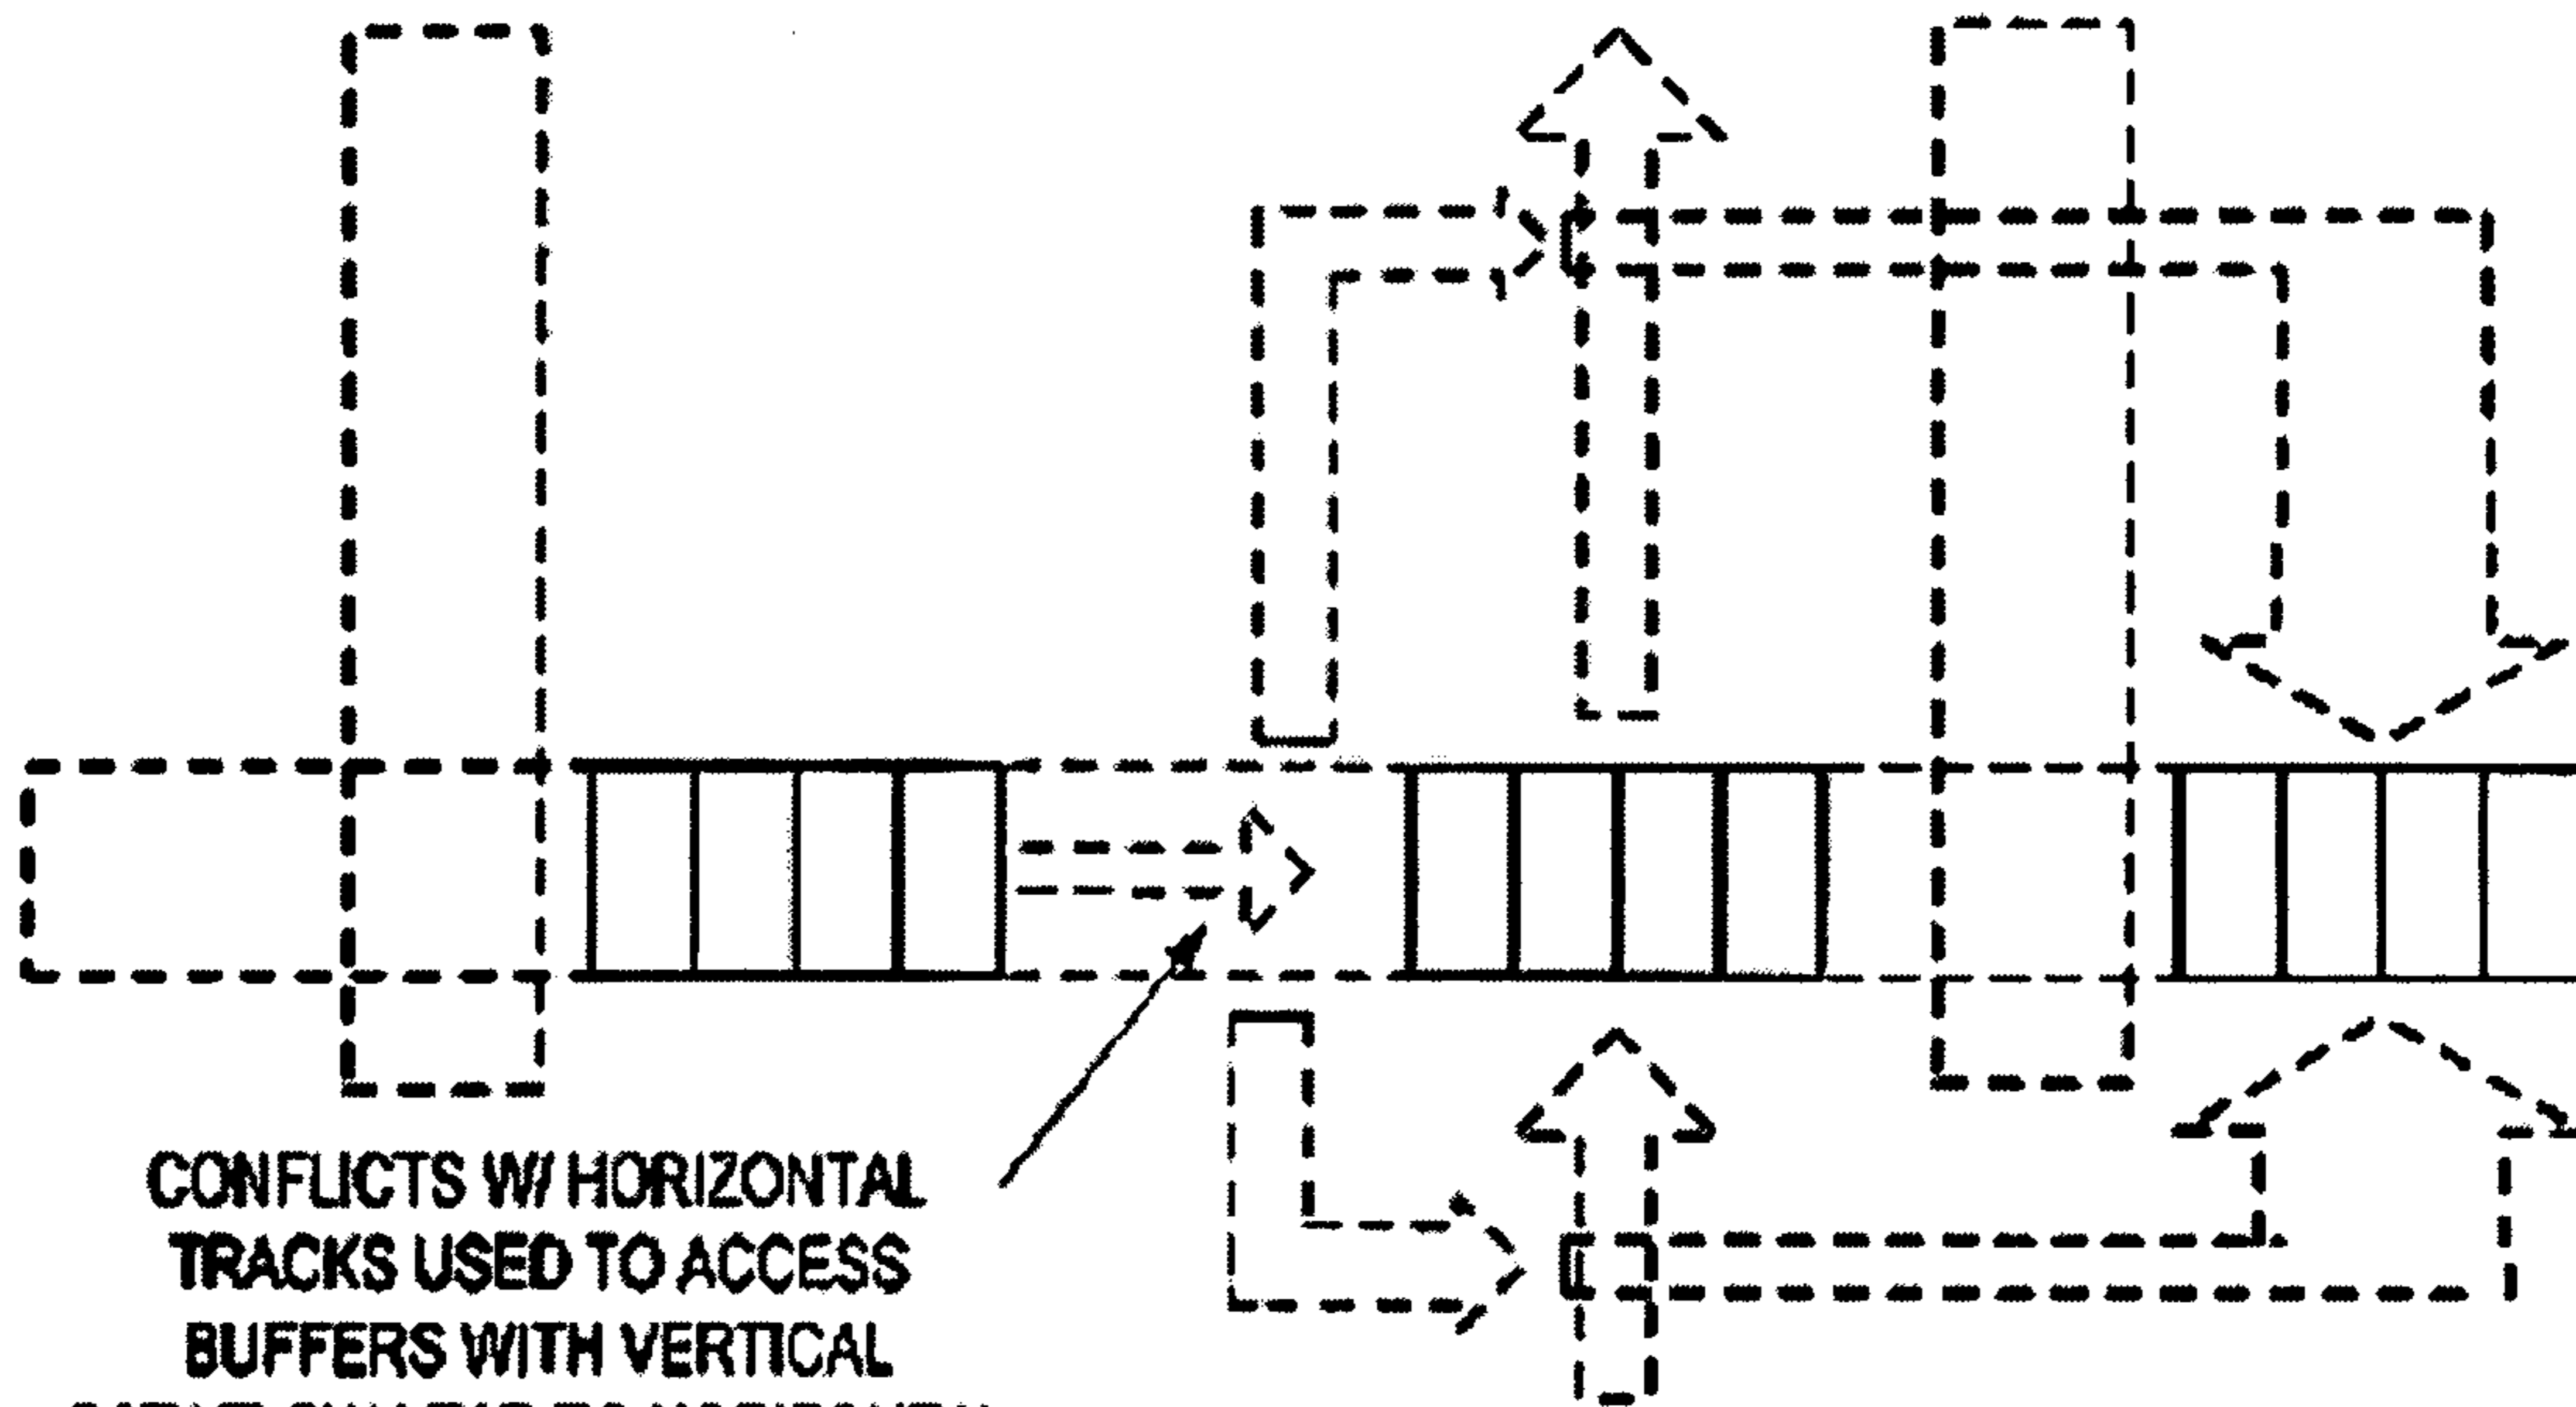 CONFLICTS W/ HORIZONTAL
TRACKS USED TO ACCESS
BUFFERS WITH VERTICAL